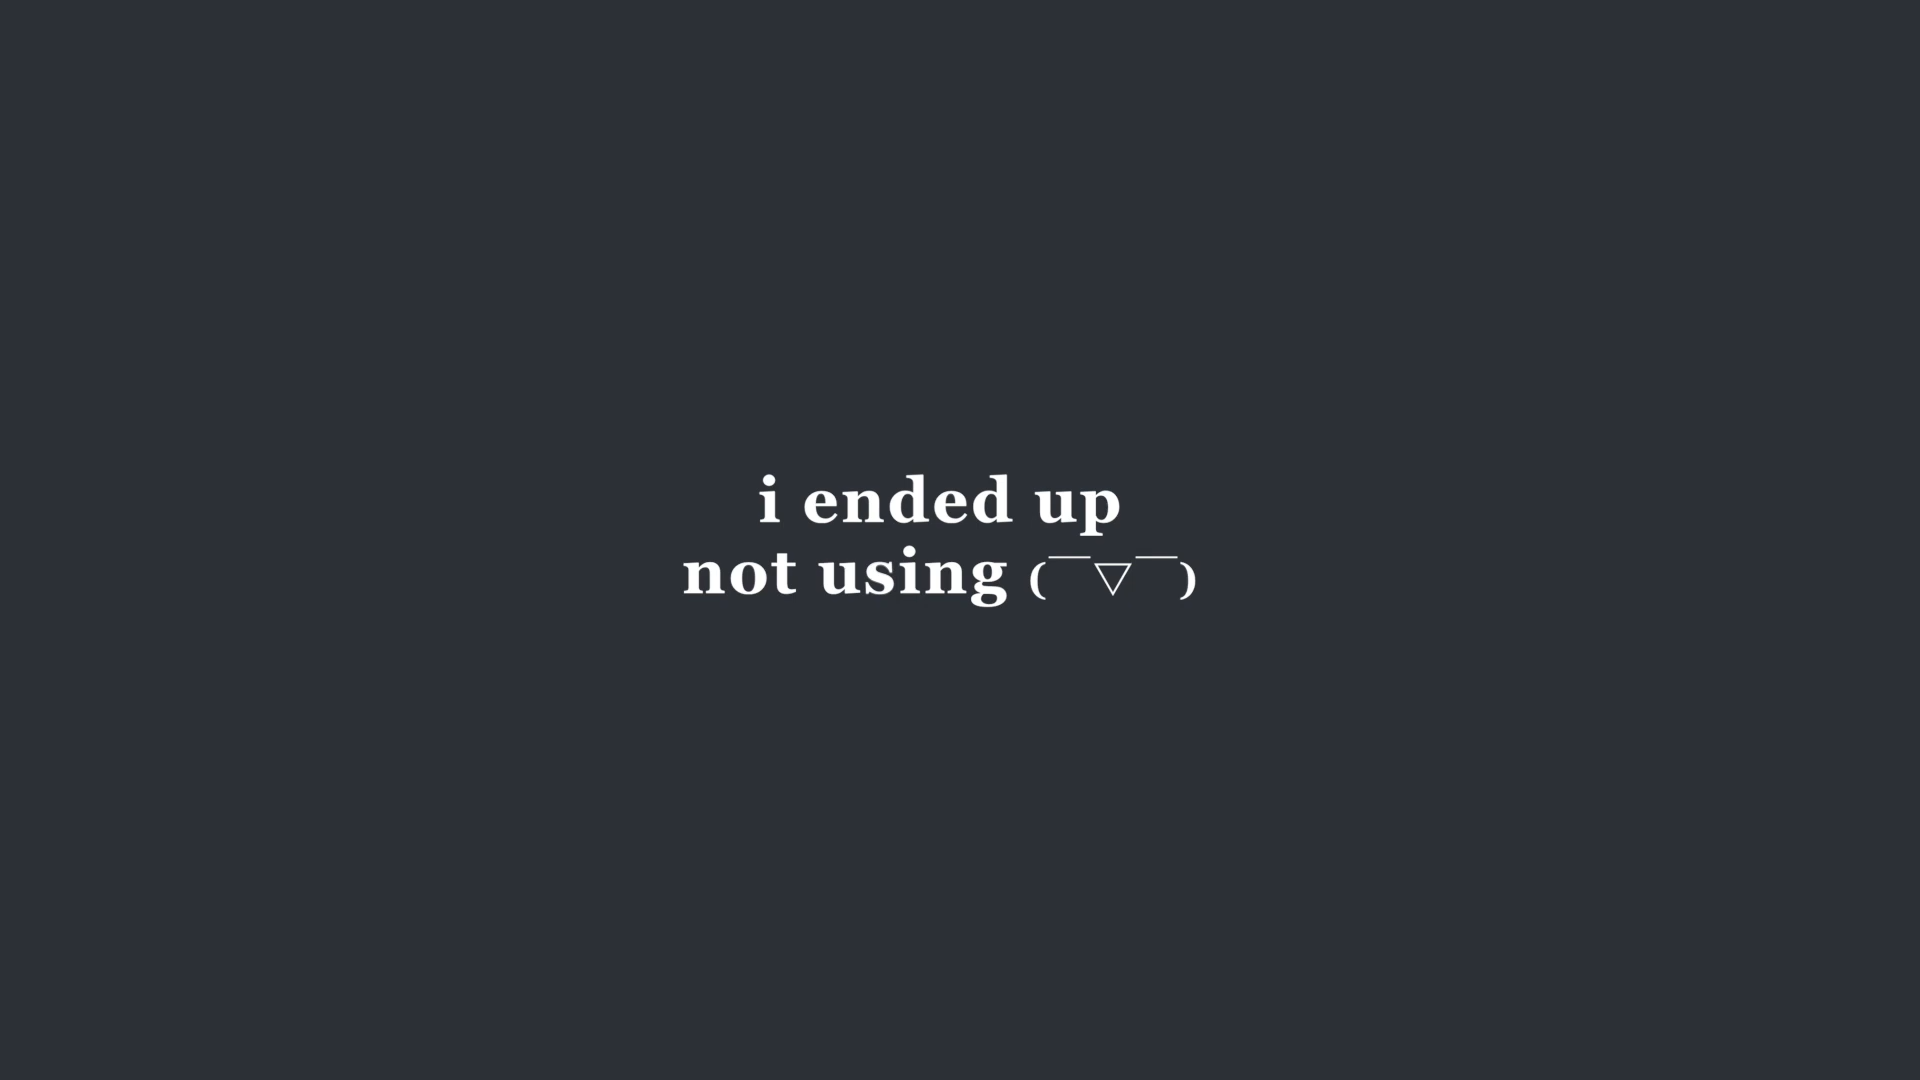 i ended up
not using (￣▽￣)